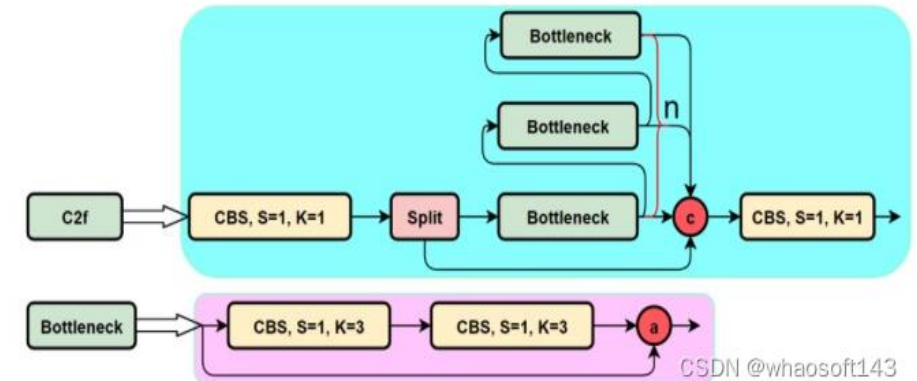 Bottleneck
n
Bottleneck
C2f
CBS, S=1, K=1
Split
Bottleneck
c
CBS, S=1, K=1
Bottleneck
CBS, S=1, K=3
CBS, S=1, K=3
a
CSDN @whaosoft143